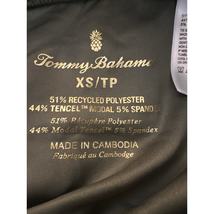 Tommy Bahama
XS/TP
51% RECYCLED POLYESTER
44% TENCEL™ MODAL 5% SPANDEX
51% Récupéré Polyester
44% Modal Tencel™ 5% Spandex
MADE IN CAMBODIA
Fabriqué au Cambodge